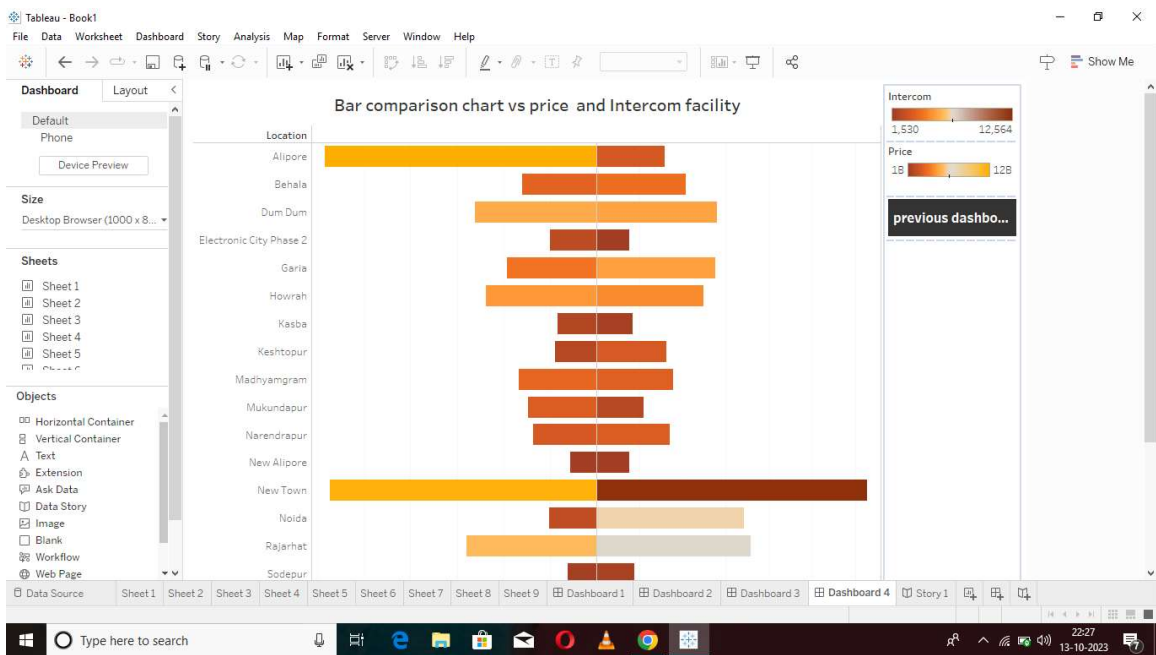 Tableau - Book1
File Data Worksheet Dashboard Story Analysis Map Format Server Window Help
Show Me
Dashboard Layout
Default
Phone
Device Preview
Size
Desktop Browser (1000 x 8...
Sheets
Sheet 1
Sheet 2
Sheet 3
Sheet 4
Sheet 5
Objects
Horizontal Container
Vertical Container
Text
Extension
Ask Data
Data Story
Image
Blank
Workflow
Web Page
Bar comparison chart vs price and Intercom facility
Location
Alipore
Behala
Dum Dum
Electronic City Phase 2
Garia
Howrah
Kasba
Keshtopur
Madhyamgram
Mukundapur
Narendrapur
New Alipore
New Town
Noida
Rajarhat
Sodepur
Intercom
1,530 12,564
Price
1B 12B
previous dashbo...
Data Source Sheet 1 Sheet 2 Sheet 3 Sheet 4 Sheet 5 Sheet 6 Sheet 7 Sheet 8 Sheet 9 Dashboard 1 Dashboard 2 Dashboard 3 Dashboard 4 Story 1
Type here to search
22:27
13-10-2023
7